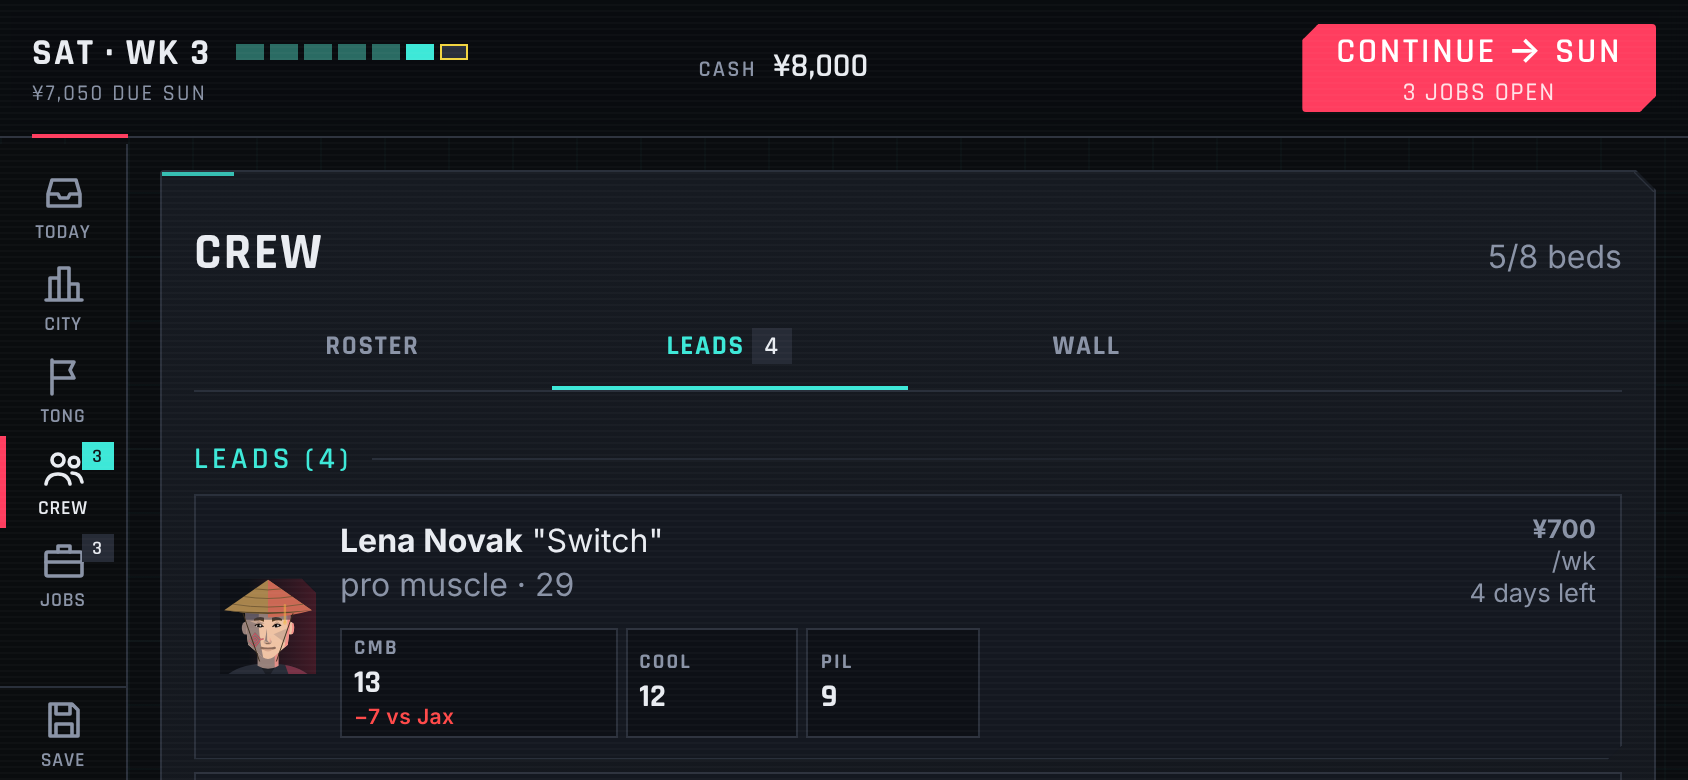 SAT · WK 3
¥7,050 DUE SUN
CASH ¥8,000
CONTINUE → SUN
3 JOBS OPEN
TODAY
CITY
TONG
3
CREW
3
JOBS
SAVE
CREW
5/8 beds
ROSTER
LEADS 4
WALL
LEADS (4)
Lena Novak "Switch"
pro muscle · 29
¥700
/wk
4 days left
CMB
13
−7 vs Jax
COOL
12
PIL
9